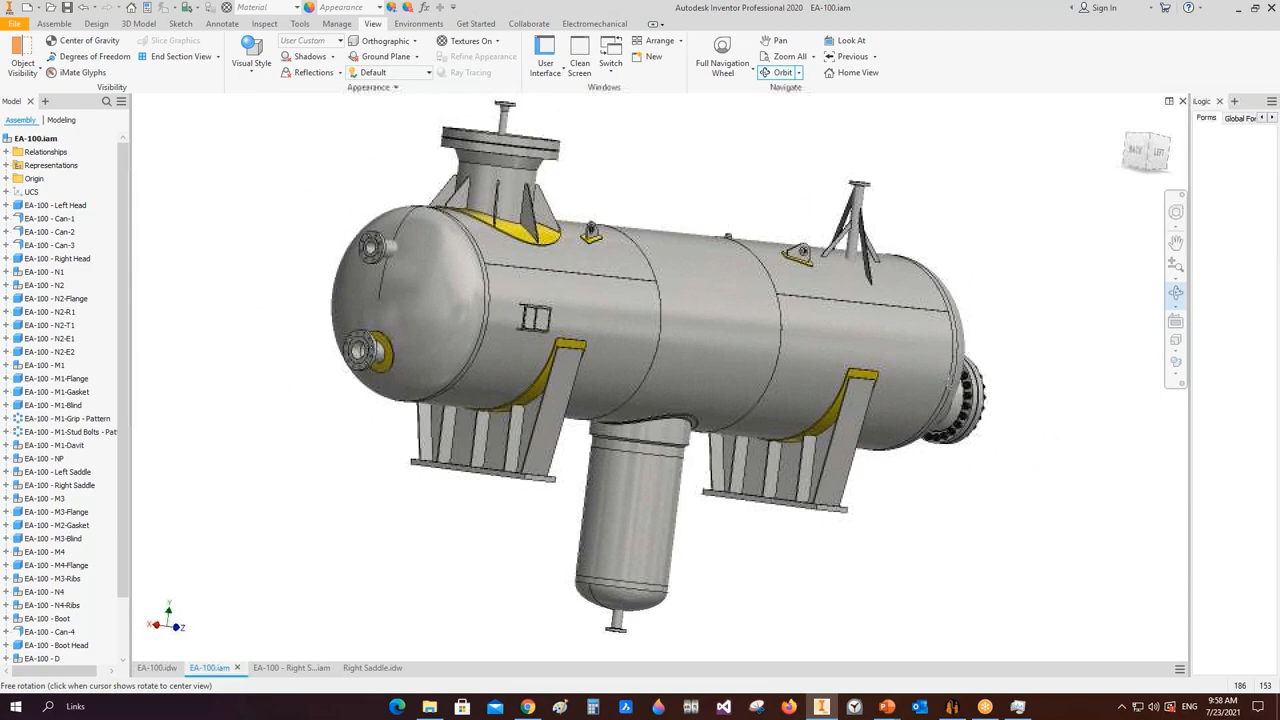 Autodesk Inventor Professional 2020 EA-100.iam
Sign In
Material
Appearance
File Assembly Design 3D Model Sketch Annotate Inspect Tools Manage View Environments Get Started Collaborate Electromechanical
Object Visibility
Center of Gravity
Degrees of Freedom
iMate Glyphs
Slice Graphics
End Section View
Visibility
Visual Style
User Custom
Shadows
Reflections
Orthographic
Ground Plane
Default
Textures On
Refine Appearance
Ray Tracing
Appearance
User Interface
Clean Screen
Switch
Arrange
New
Windows
Full Navigation Wheel
Pan
Zoom All
Orbit
Look At
Previous
Home View
Navigate
Model
Assembly Modeling
EA-100.iam
Relationships
Representations
Origin
UCS
EA-100 - Left Head
EA-100 - Can-1
EA-100 - Can-2
EA-100 - Can-3
EA-100 - Right Head
EA-100 - N1
EA-100 - N2
EA-100 - N2-Flange
EA-100 - N2-R1
EA-100 - N2-T1
EA-100 - N2-E1
EA-100 - N2-E2
EA-100 - M1
EA-100 - M1-Flange
EA-100 - M1-Gasket
EA-100 - M1-Blind
EA-100 - M1-Grip - Pattern
EA-100 - M1-Stud Bolts - Pat
EA-100 - M1-Davit
EA-100 - NP
EA-100 - Left Saddle
EA-100 - Right Saddle
EA-100 - M3
EA-100 - M3-Flange
EA-100 - M2-Gasket
EA-100 - M3-Blind
EA-100 - M4
EA-100 - M4-Flange
EA-100 - M3-Ribs
EA-100 - N4
EA-100 - N4-Ribs
EA-100 - Boot
EA-100 - Can-4
EA-100 - Boot Head
EA-100 - D
BACK LEFT
iLogic
Forms Global For
X Y Z
EA-100.idw EA-100.iam EA-100 - Right S...iam Right Saddle.idw
Free rotation (click when cursor shows rotate to center view)
186 153
Links
ENG
9:58 AM
7/23/2021